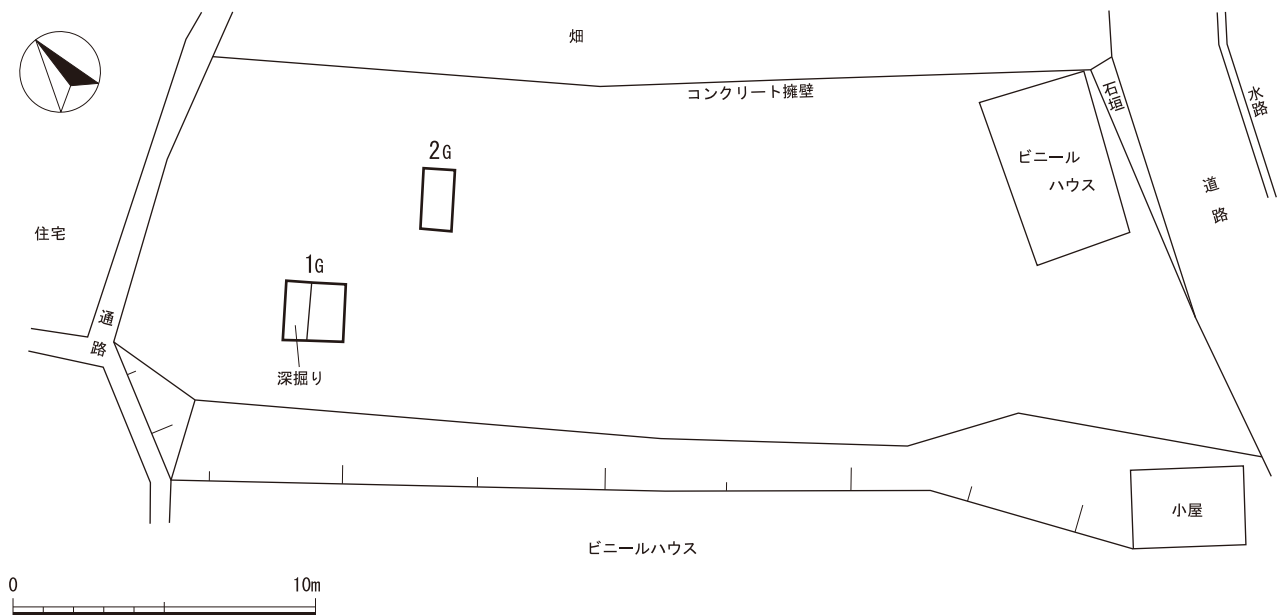 畑
コンクリート擁壁
石垣
水路
2G
ビニール
ハウス
道路
住宅
1G
通路
深掘り
小屋
ビニールハウス
0
10m